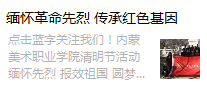 缅怀革命先烈 传承红色基因
点击蓝字关注我们！内蒙
美术职业学院清明节活动
缅怀先烈 报效祖国 圆梦...